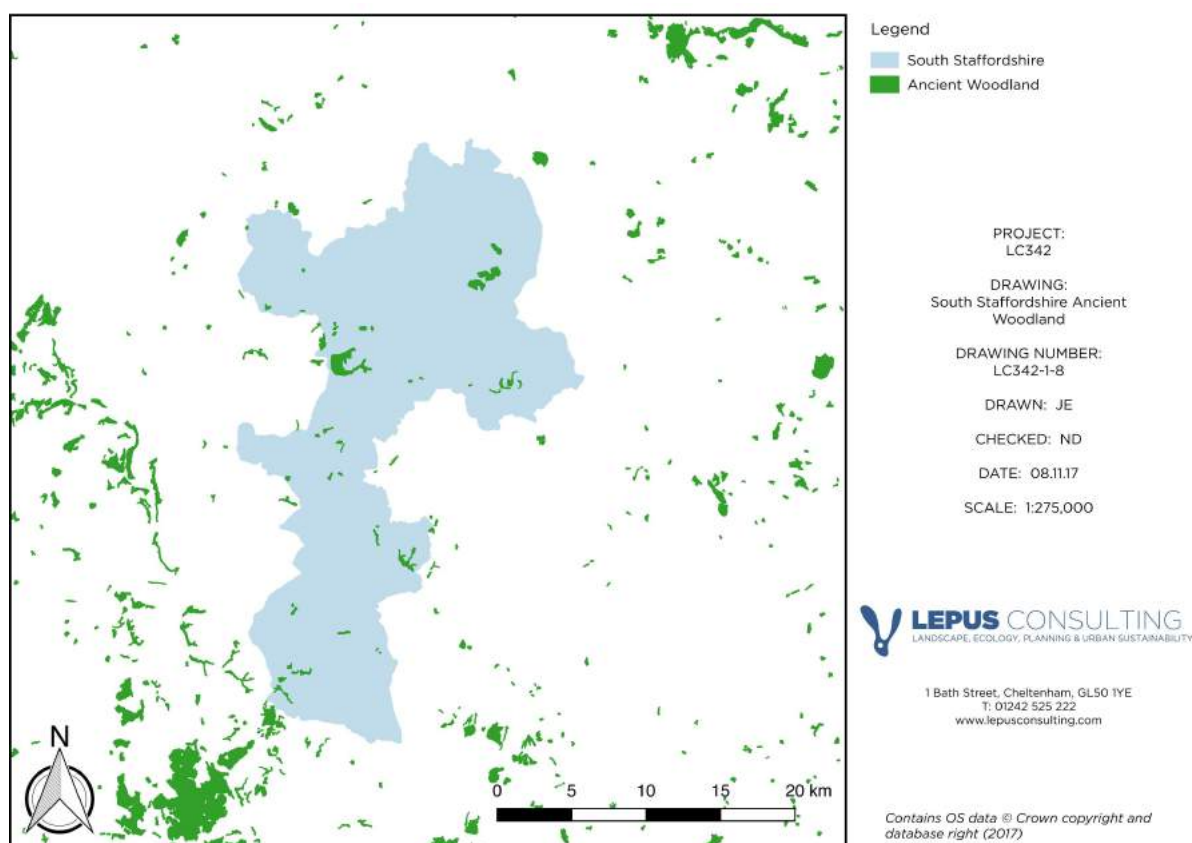 Legend
South Staffordshire
Ancient Woodland
PROJECT:
LC342
DRAWING:
South Staffordshire Ancient
Woodland
DRAWING NUMBER:
LC342-1-8
DRAWN: JE
CHECKED: ND
DATE: 08.11.17
SCALE: 1:275,000
LEPUS CONSULTING
LANDSCAPE, ECOLOGY, PLANNING & URBAN SUSTAINABILITY
1 Bath Street, Cheltenham, GL50 1YE
T: 01242 525 222
www.lepusconsulting.com
N
0 5 10 15 20 km
Contains OS data © Crown copyright and
database right (2017)